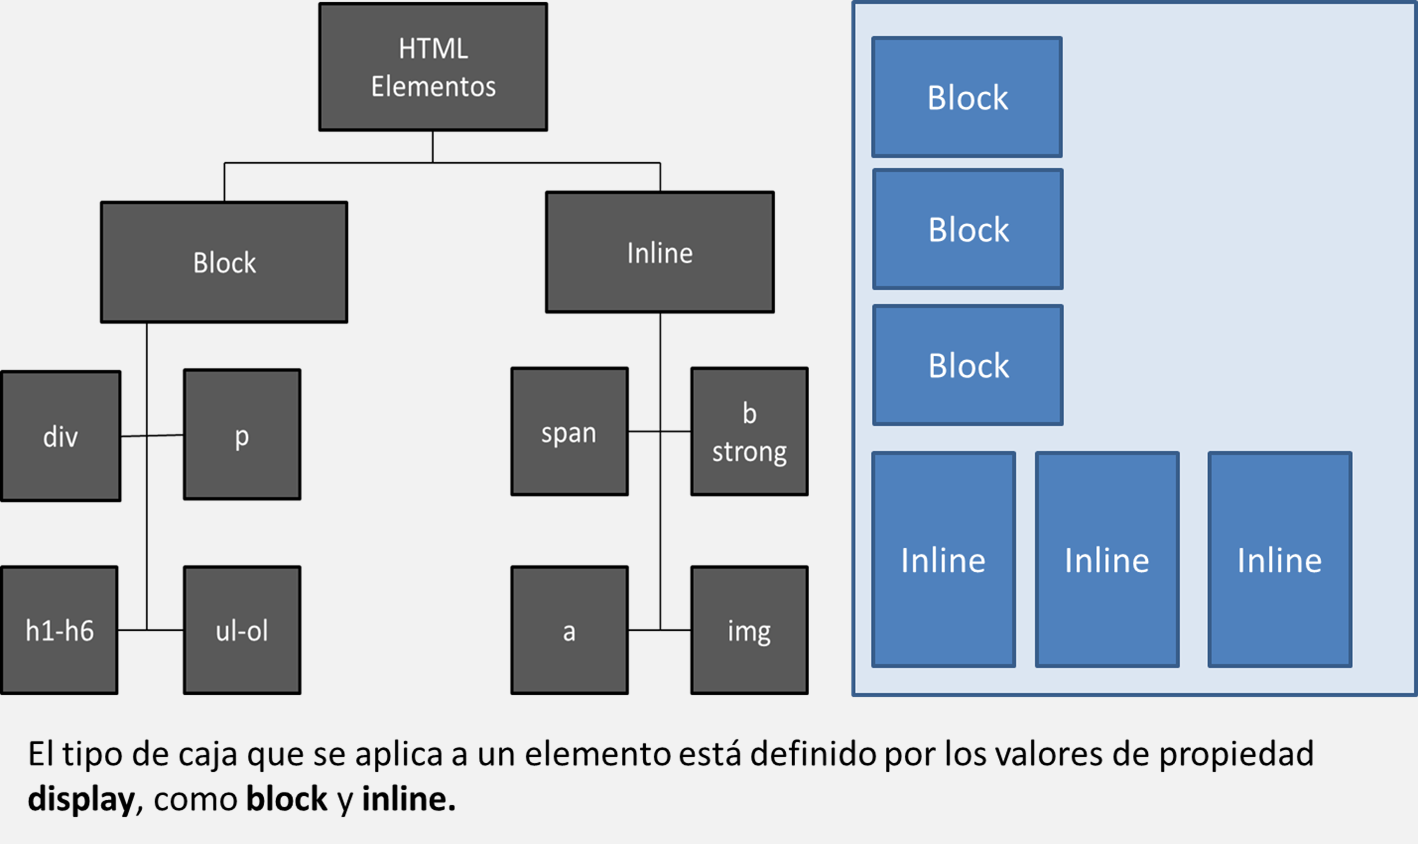 HTML
Elementos
Block
Inline
div
p
span
b
strong
h1-h6
ul-ol
a
img
Block
Block
Block
Inline
Inline
Inline
El tipo de caja que se aplica a un elemento está definido por los valores de propiedad
display, como block y inline.